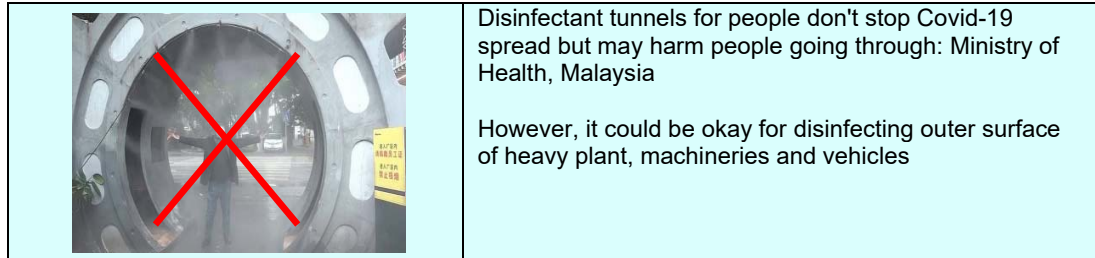 Disinfectant tunnels for people don't stop Covid-19
spread but may harm people going through: Ministry of
Health, Malaysia
However, it could be okay for disinfecting outer surface
of heavy plant, machineries and vehicles